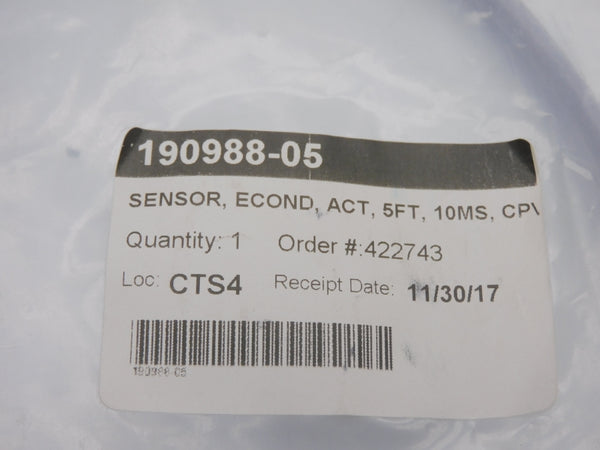 190988-05
SENSOR, ECOND, ACT, 5FT, 10MS,
Quantity: 1 Order #:422743
Loc: CTS4 Receipt Date: 11/30/17
190988-05